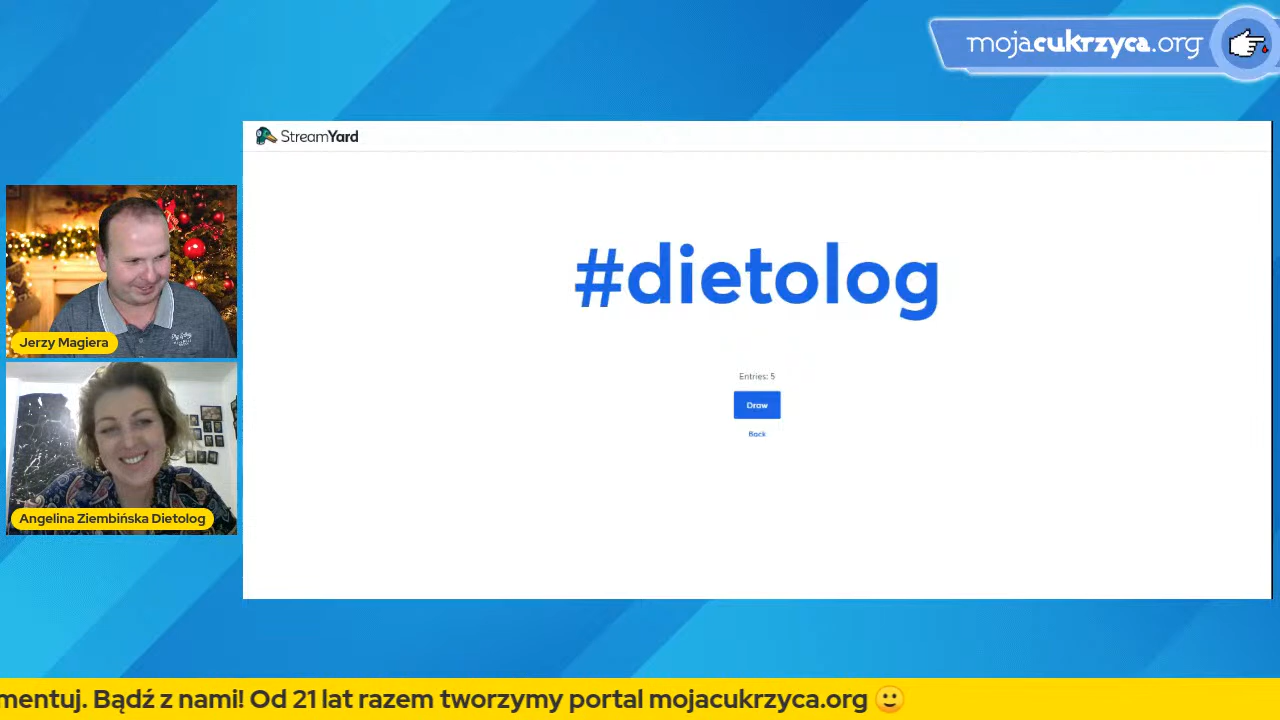 mojacukrzyca.org
StreamYard
#dietolog
Entries: 5
Draw
Back
Jerzy Magiera
Angelina Ziembińska Dietolog
mentuj. Bądź z nami! Od 21 lat razem tworzymy portal mojacukrzyca.org 🙂